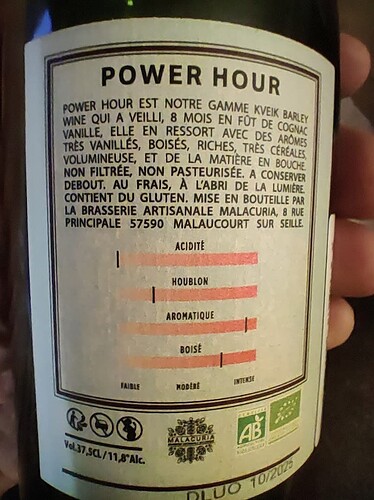 POWER HOUR
POWER HOUR EST NOTRE GAMME KVEIK BARLEY
WINE QUI A VEILLI, 8 MOIS EN FÛT DE COGNAC
VANILLE, ELLE EN RESSORT AVEC DES ARÔMES
TRÈS VANILLÉS, BOISÉS, RICHES, TRÈS CÉRÉALES,
VOLUMINEUSE, ET DE LA MATIÈRE EN BOUCHE.
NON FILTRÉE, NON PASTEURISÉE. A CONSERVER
DEBOUT. AU FRAIS, À L'ABRI DE LA LUMIÈRE.
CONTIENT DU GLUTEN. MISE EN BOUTEILLE PAR
LA BRASSERIE ARTISANALE MALACURIA, 8 RUE
PRINCIPALE 57590 MALAUCOURT SUR SEILLE.
ACIDITÉ
HOUBLON
AROMATIQUE
BOISÉ
FAIBLE MODÉRÉ INTENSE
Vol.37,5CL / 11,8°Alc.
MALACURIA
AB
DLUO 10/2025